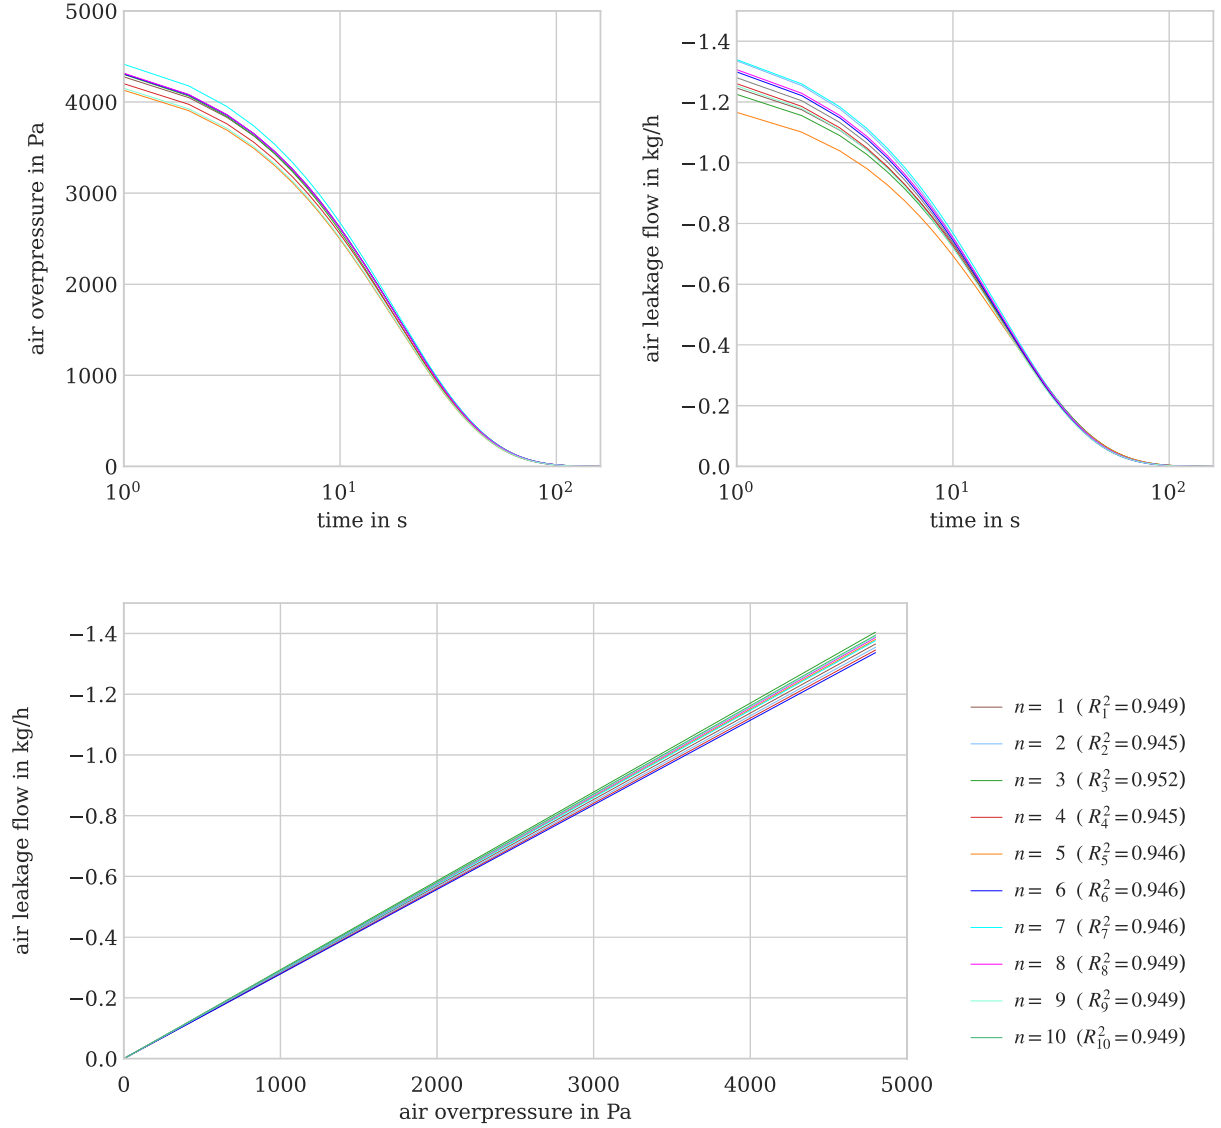 5000
4000
3000
2000
1000
0
air overpressure in Pa
10⁰
10¹
10²
time in s
−1.4
−1.2
−1.0
−0.8
−0.6
−0.4
−0.2
0.0
air leakage flow in kg/h
10⁰
10¹
10²
time in s
−1.4
−1.2
−1.0
−0.8
−0.6
−0.4
−0.2
0.0
air leakage flow in kg/h
0
1000
2000
3000
4000
5000
air overpressure in Pa
n = 1 (R₁² = 0.949)
n = 2 (R₂² = 0.945)
n = 3 (R₃² = 0.952)
n = 4 (R₄² = 0.945)
n = 5 (R₅² = 0.946)
n = 6 (R₆² = 0.946)
n = 7 (R₇² = 0.946)
n = 8 (R₈² = 0.949)
n = 9 (R₉² = 0.949)
n = 10 (R₁₀² = 0.949)